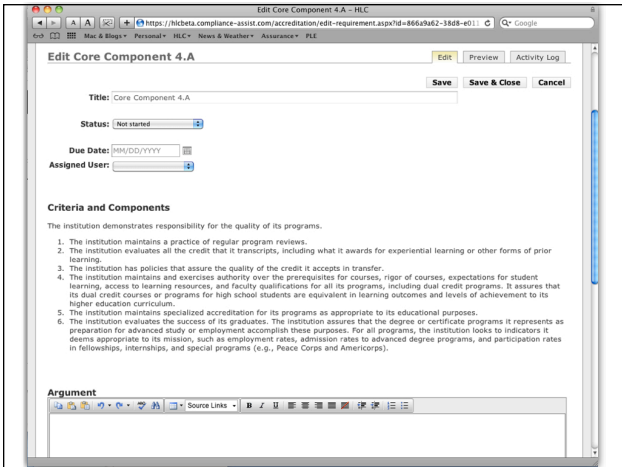 Edit Core Component 4.A – HLC
A A + https://hlcbeta.compliance-assist.com/accreditation/edit-requirement.aspx?id=866a9a62-38d8-e011 Google
Mac & Blogs Personal HLC News & Weather Assurance PLE
Edit Core Component 4.A Edit Preview Activity Log
Save Save & Close Cancel
Title: Core Component 4.A
Status: Not started
Due Date: MM/DD/YYYY
Assigned User:
Criteria and Components
The institution demonstrates responsibility for the quality of its programs.
1. The institution maintains a practice of regular program reviews.
2. The institution evaluates all the credit that it transcripts, including what it awards for experiential learning or other forms of prior
learning.
3. The institution has policies that assure the quality of the credit it accepts in transfer.
4. The institution maintains and exercises authority over the prerequisites for courses, rigor of courses, expectations for student
learning, access to learning resources, and faculty qualifications for all its programs, including dual credit programs. It assures that
its dual credit courses or programs for high school students are equivalent in learning outcomes and levels of achievement to its
higher education curriculum.
5. The institution maintains specialized accreditation for its programs as appropriate to its educational purposes.
6. The institution evaluates the success of its graduates. The institution assures that the degree or certificate programs it represents as
preparation for advanced study or employment accomplish these purposes. For all programs, the institution looks to indicators it
deems appropriate to its mission, such as employment rates, admission rates to advanced degree programs, and participation rates
in fellowships, internships, and special programs (e.g., Peace Corps and Americorps).
Argument
Source Links B I U